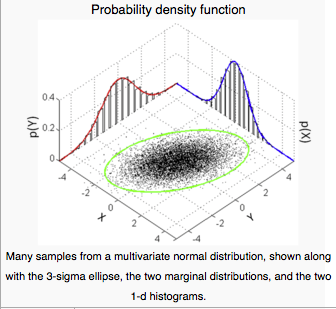 Probability density function
p(Y)
0.4
0.2
0
p(X)
-4
-2
0
2
4
X
-4
-2
0
2
4
Y
Many samples from a multivariate normal distribution, shown along
with the 3-sigma ellipse, the two marginal distributions, and the two
1-d histograms.